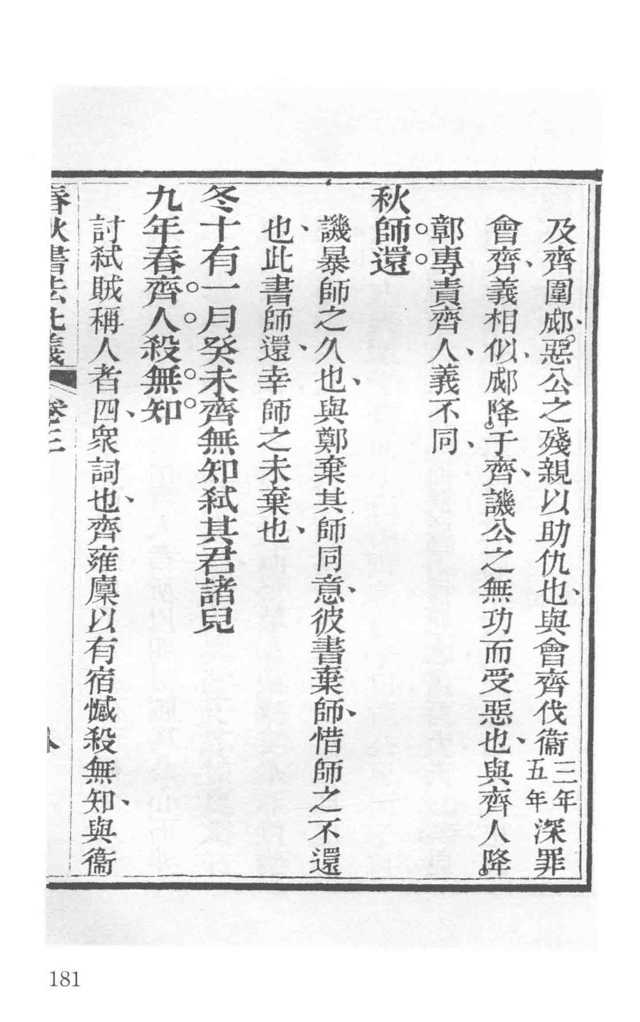 及齊圍郕惡公之殘親以助仇也與會齊伐衞三年五年深罪
會齊義相似郕降于齊譏公之無功而受惡也與齊人降
鄣專責齊人義不同
秋師還
譏暴師之久也與鄭棄其師同意彼書棄師惜師之不還
也此書師還幸師之未棄也
冬十有一月癸未齊無知弒其君諸兒
九年春齊人殺無知
討弒賊稱人者四衆詞也齊雍廩以有宿憾殺無知與衞
春秋書法比義
卷三
181